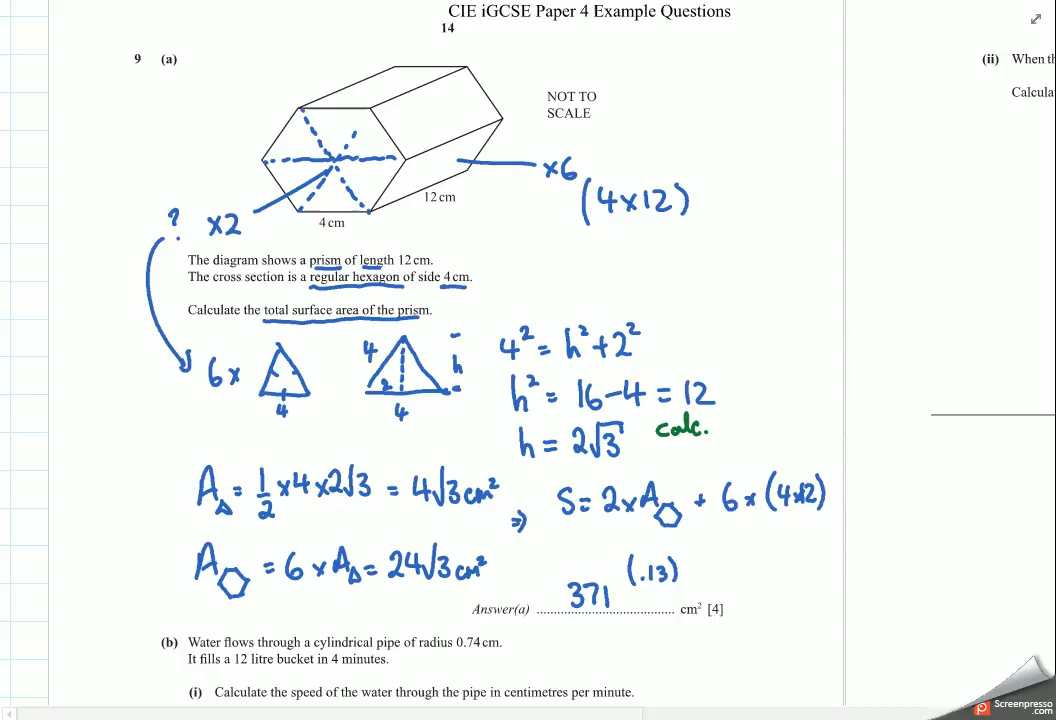 CIE iGCSE Paper 4 Example Questions
14
9 (a)
(ii) When th
Calcula
NOT TO
SCALE
×6
(4×12)
12 cm
4 cm
? ×2
The diagram shows a prism of length 12 cm.
The cross section is a regular hexagon of side 4 cm.
Calculate the total surface area of the prism.
6 ×
4
4
2
4
h
4² = h² + 2²
h² = 16 – 4 = 12
calc.
h = 2√3
A△ = 1/2 × 4 × 2√3 = 4√3 cm²
⇒ S = 2 × A⬡ + 6 × (4×12)
A⬡ = 6 × A△ = 24√3 cm²
371 (.13)
Answer(a) ........................................ cm² [4]
(b) Water flows through a cylindrical pipe of radius 0.74 cm.
It fills a 12 litre bucket in 4 minutes.
(i) Calculate the speed of the water through the pipe in centimetres per minute.
Screenpresso
.com